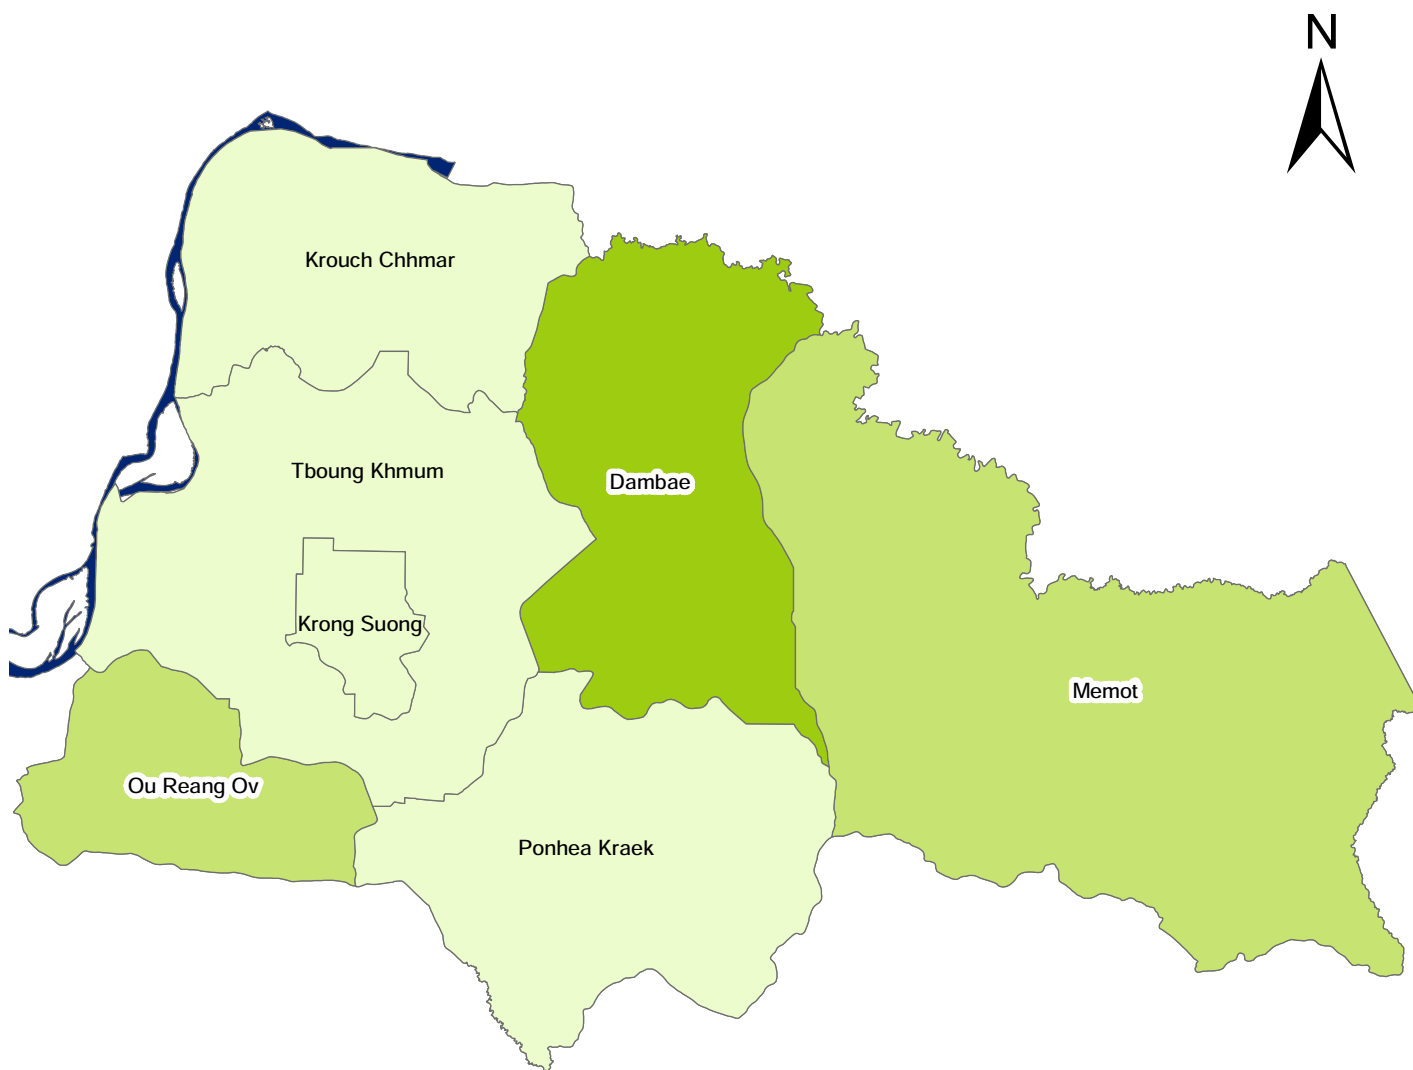 N
Krouch Chhmar
Tboung Khmum
Dambae
Krong Suong
Memot
Ou Reang Ov
Ponhea Kraek